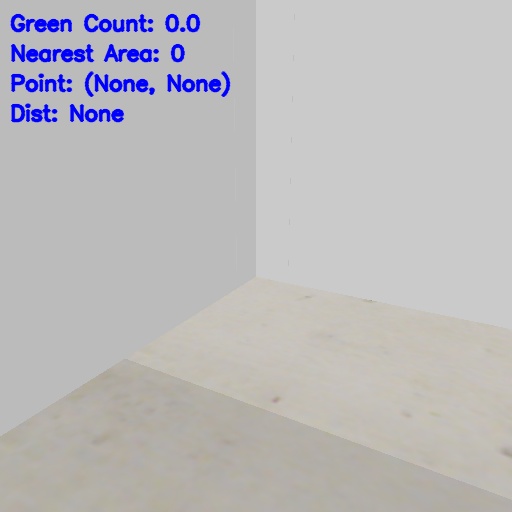 Green Count: 0.0
Nearest Area: 0
Point: (None, None)
Dist: None